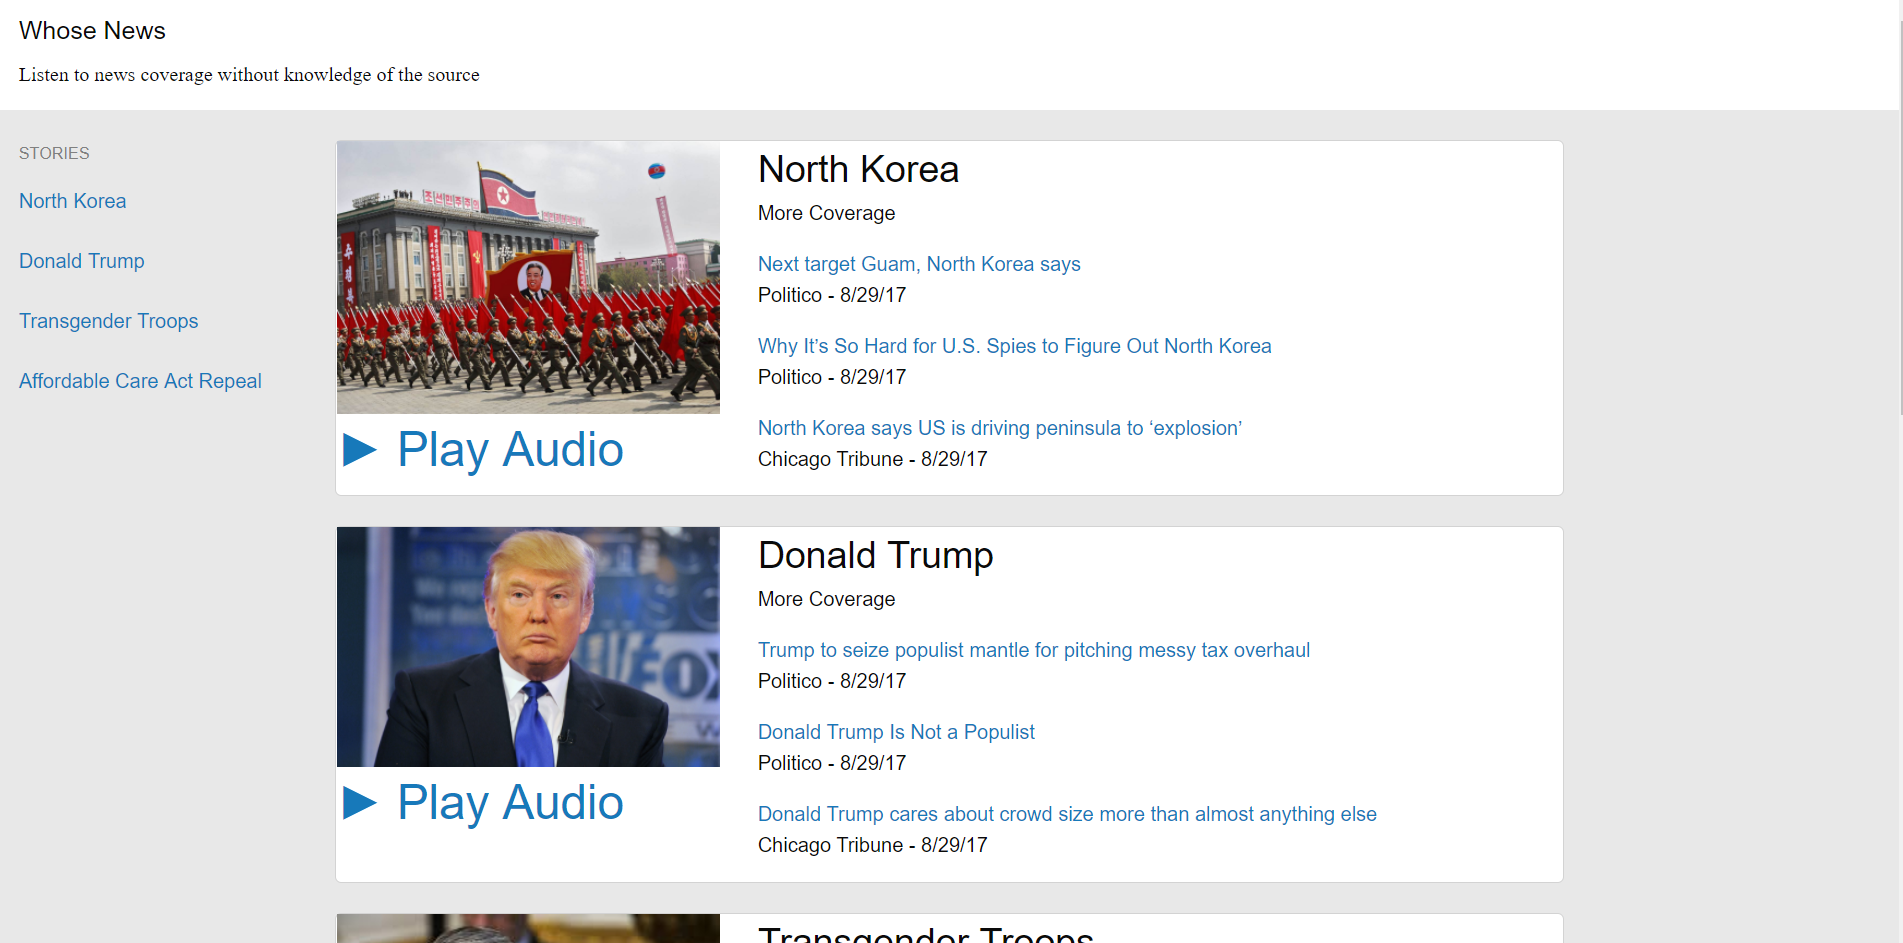 Whose News
Listen to news coverage without knowledge of the source
STORIES
North Korea
Donald Trump
Transgender Troops
Affordable Care Act Repeal
North Korea
More Coverage
Next target Guam, North Korea says
Politico - 8/29/17
Why It’s So Hard for U.S. Spies to Figure Out North Korea
Politico - 8/29/17
North Korea says US is driving peninsula to ‘explosion’
Chicago Tribune - 8/29/17
► Play Audio
Donald Trump
More Coverage
Trump to seize populist mantle for pitching messy tax overhaul
Politico - 8/29/17
Donald Trump Is Not a Populist
Politico - 8/29/17
Donald Trump cares about crowd size more than almost anything else
Chicago Tribune - 8/29/17
► Play Audio
Transgender Troops